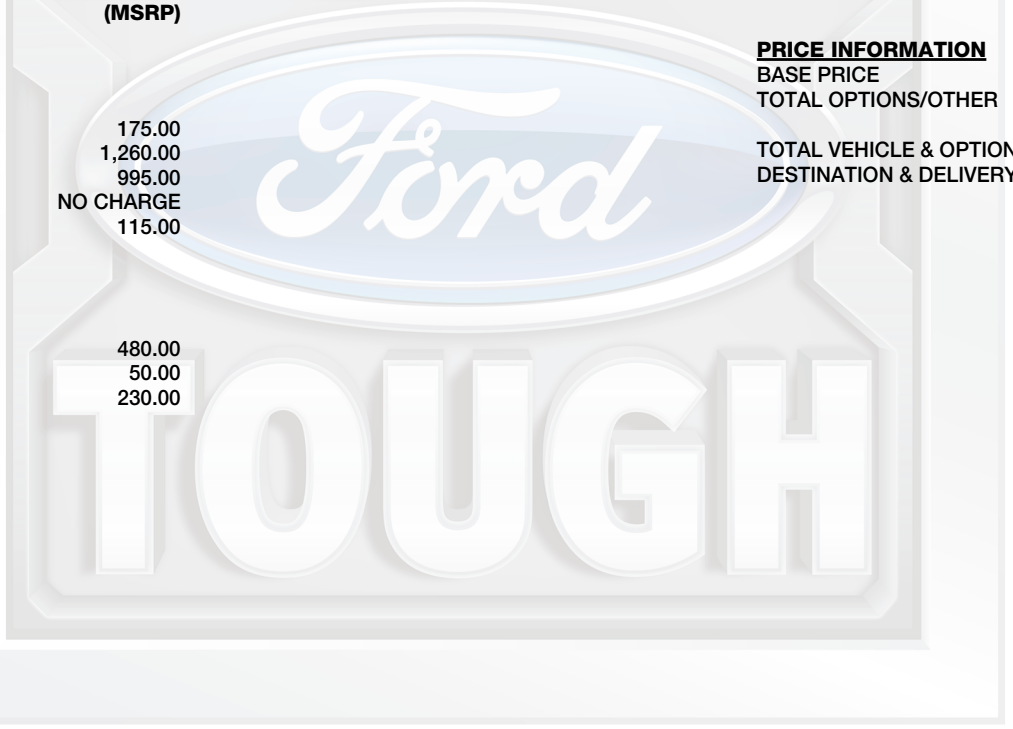 (MSRP)
175.00
1,260.00
995.00
NO CHARGE
115.00
480.00
50.00
230.00
PRICE INFORMATION
BASE PRICE
TOTAL OPTIONS/OTHER
TOTAL VEHICLE & OPTION
DESTINATION & DELIVERY
Ford
TOUGH